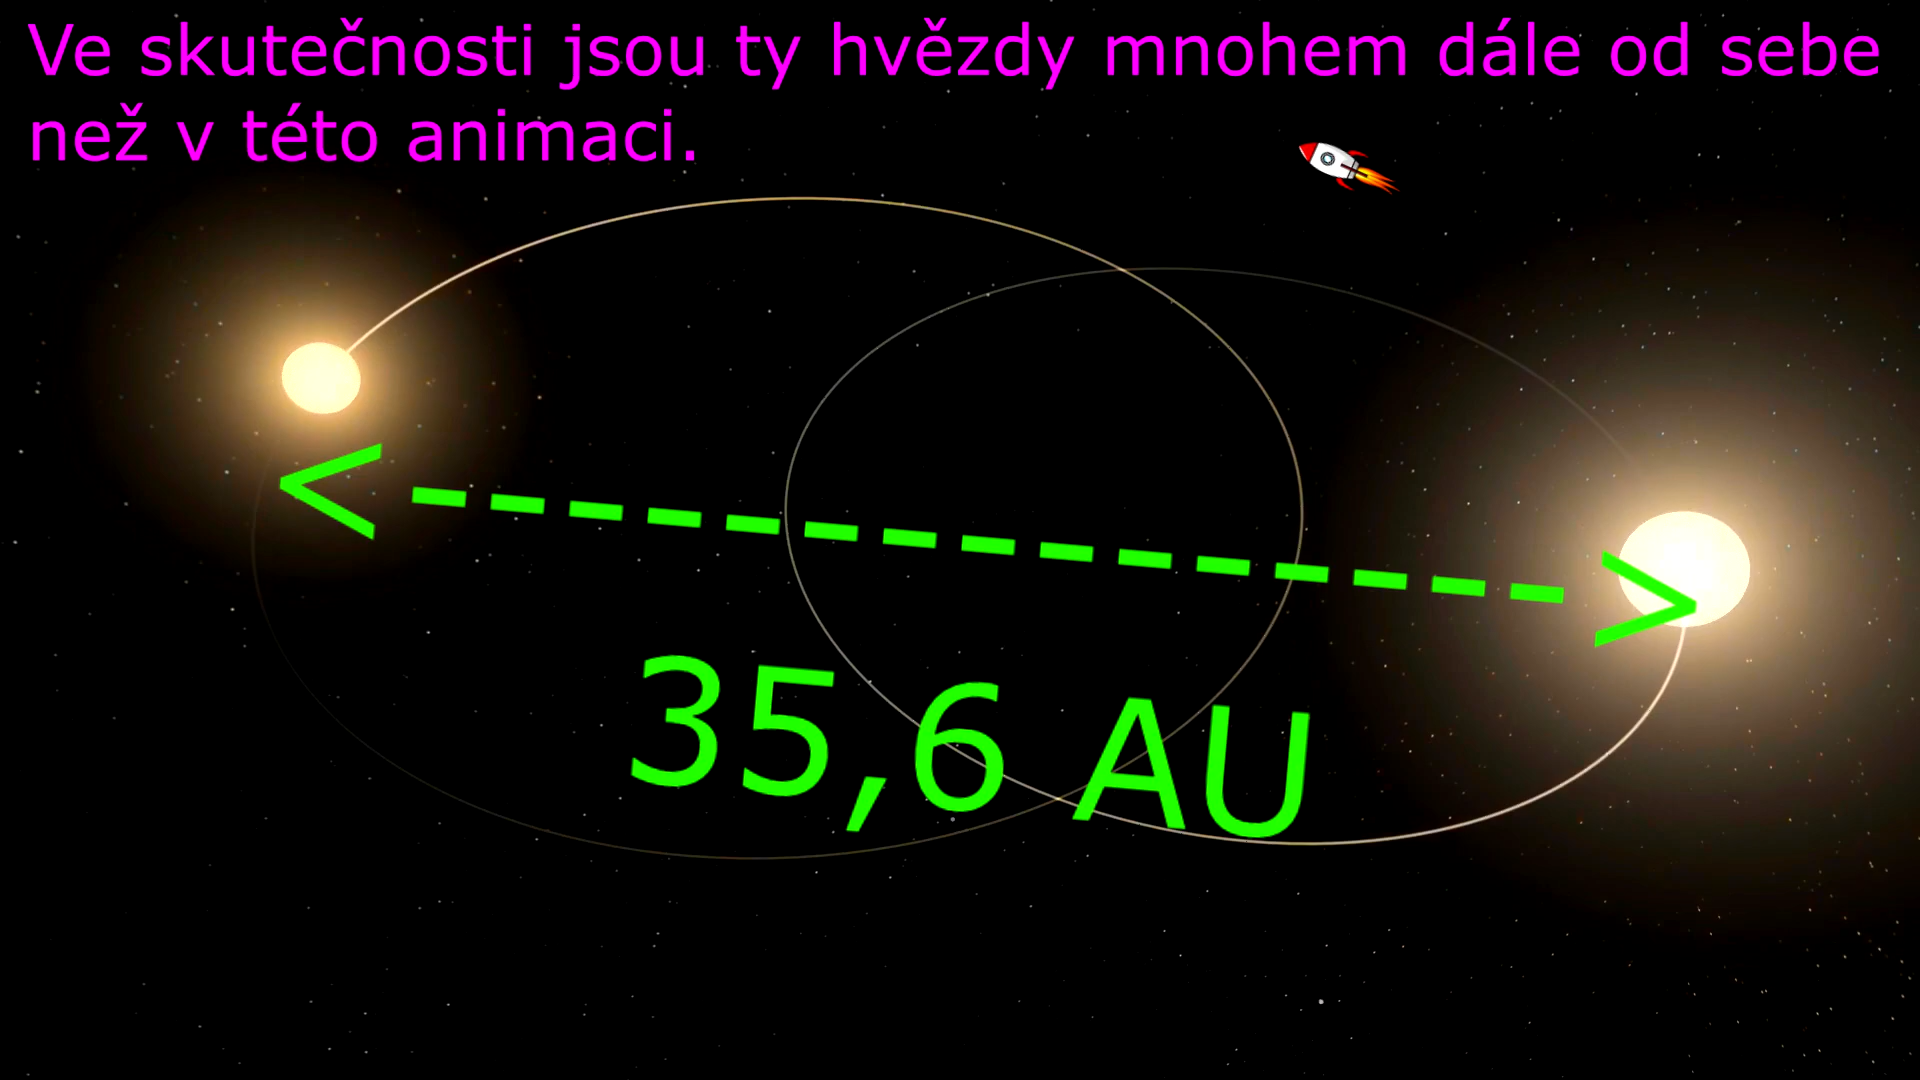 Ve skutečnosti jsou ty hvězdy mnohem dále od sebe
než v této animaci.
35,6 AU